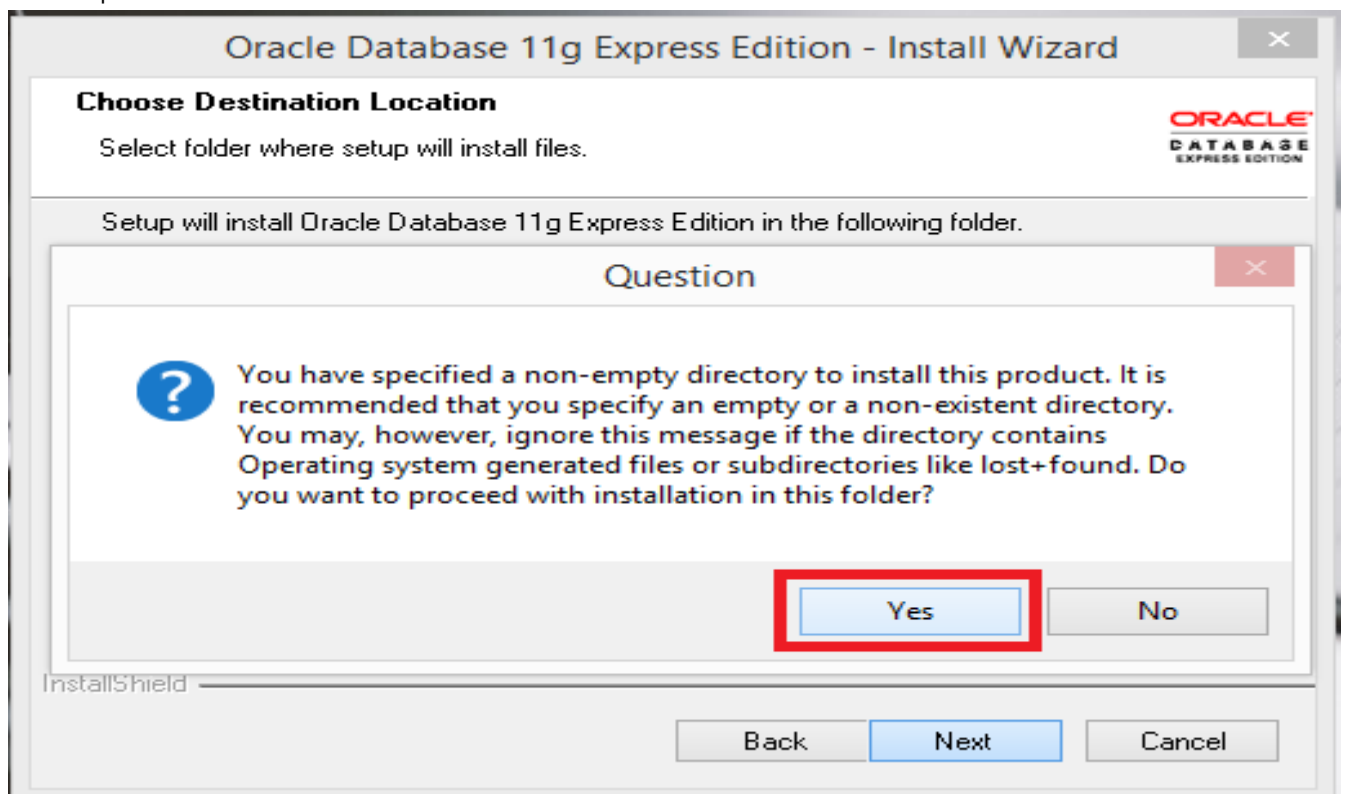 Oracle Database 11g Express Edition - Install Wizard
Choose Destination Location
Select folder where setup will install files.
ORACLE
DATABASE
EXPRESS EDITION
Setup will install Oracle Database 11g Express Edition in the following folder.
Question
?
You have specified a non-empty directory to install this product. It is
recommended that you specify an empty or a non-existent directory.
You may, however, ignore this message if the directory contains
Operating system generated files or subdirectories like lost+found. Do
you want to proceed with installation in this folder?
Yes No
InstallShield
Back Next Cancel